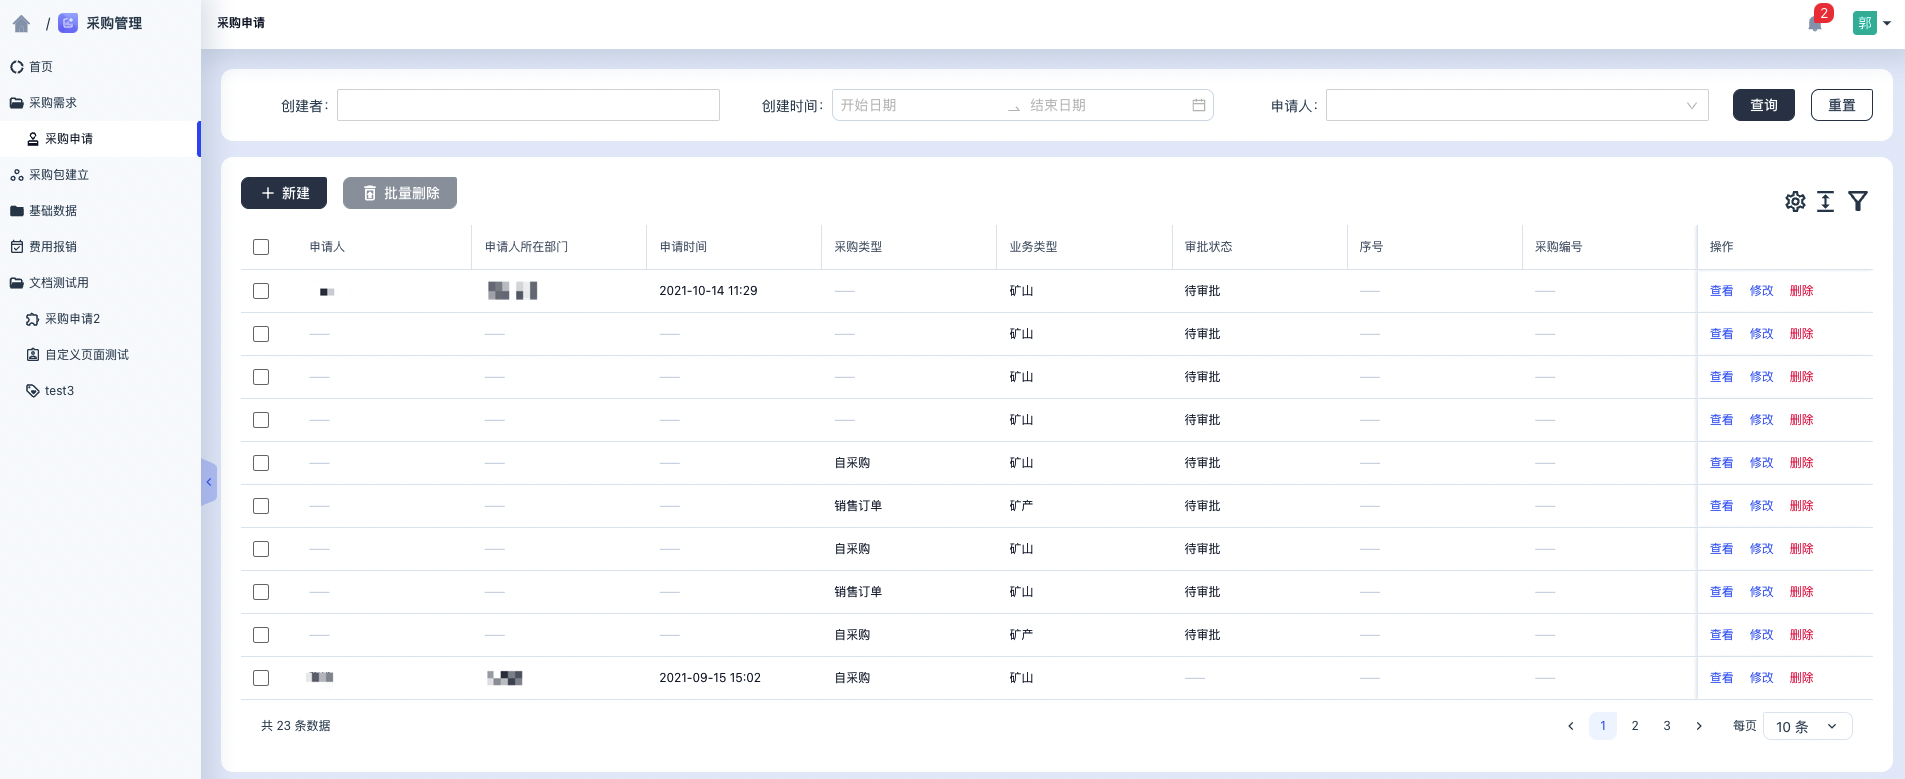 / 采购管理
首页
采购需求
采购申请
采购包建立
基础数据
费用报销
文档测试用
采购申请2
自定义页面测试
test3
采购申请
2
郭
创建者:
创建时间: 开始日期 结束日期
申请人:
查询 重置
新建 批量删除
申请人 申请人所在部门 申请时间 采购类型 业务类型 审批状态 序号 采购编号 操作
2021-10-14 11:29 矿山 待审批 查看 修改 删除
矿山 待审批 查看 修改 删除
矿山 待审批 查看 修改 删除
矿山 待审批 查看 修改 删除
自采购 矿山 待审批 查看 修改 删除
销售订单 矿产 待审批 查看 修改 删除
自采购 矿山 待审批 查看 修改 删除
销售订单 矿山 待审批 查看 修改 删除
自采购 矿产 待审批 查看 修改 删除
2021-09-15 15:02 自采购 矿山 查看 修改 删除
共 23 条数据 1 2 3 每页 10 条